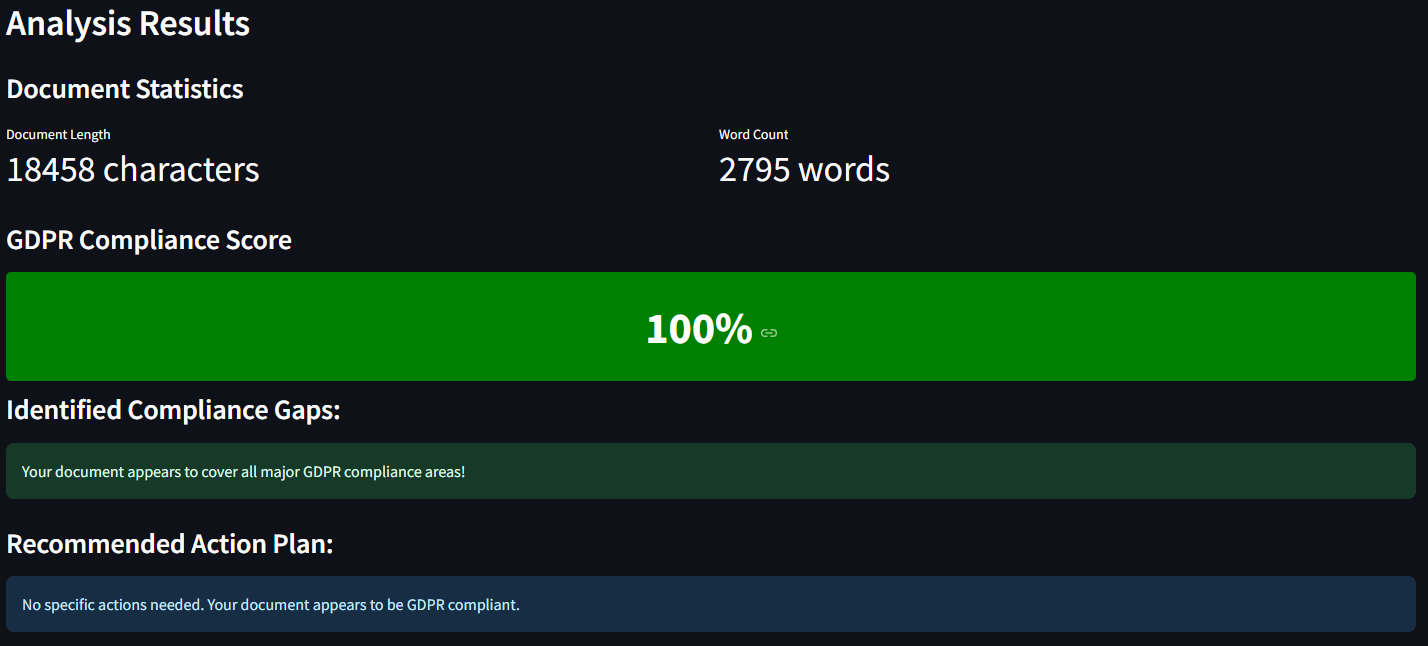 Analysis Results
Document Statistics
Document Length
18458 characters
Word Count
2795 words
GDPR Compliance Score
100%
Identified Compliance Gaps:
Your document appears to cover all major GDPR compliance areas!
Recommended Action Plan:
No specific actions needed. Your document appears to be GDPR compliant.